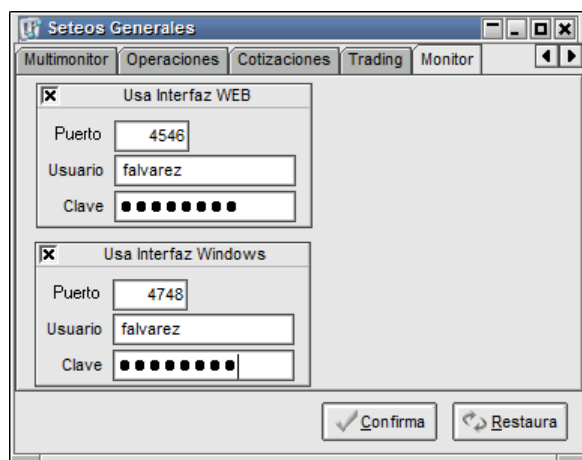 Seteos Generales
Multimonitor Operaciones Cotizaciones Trading Monitor
Usa Interfaz WEB
Puerto 4546
Usuario falvarez
Clave ●●●●●●●●
Usa Interfaz Windows
Puerto 4748
Usuario falvarez
Clave ●●●●●●●●
Confirma Restaura